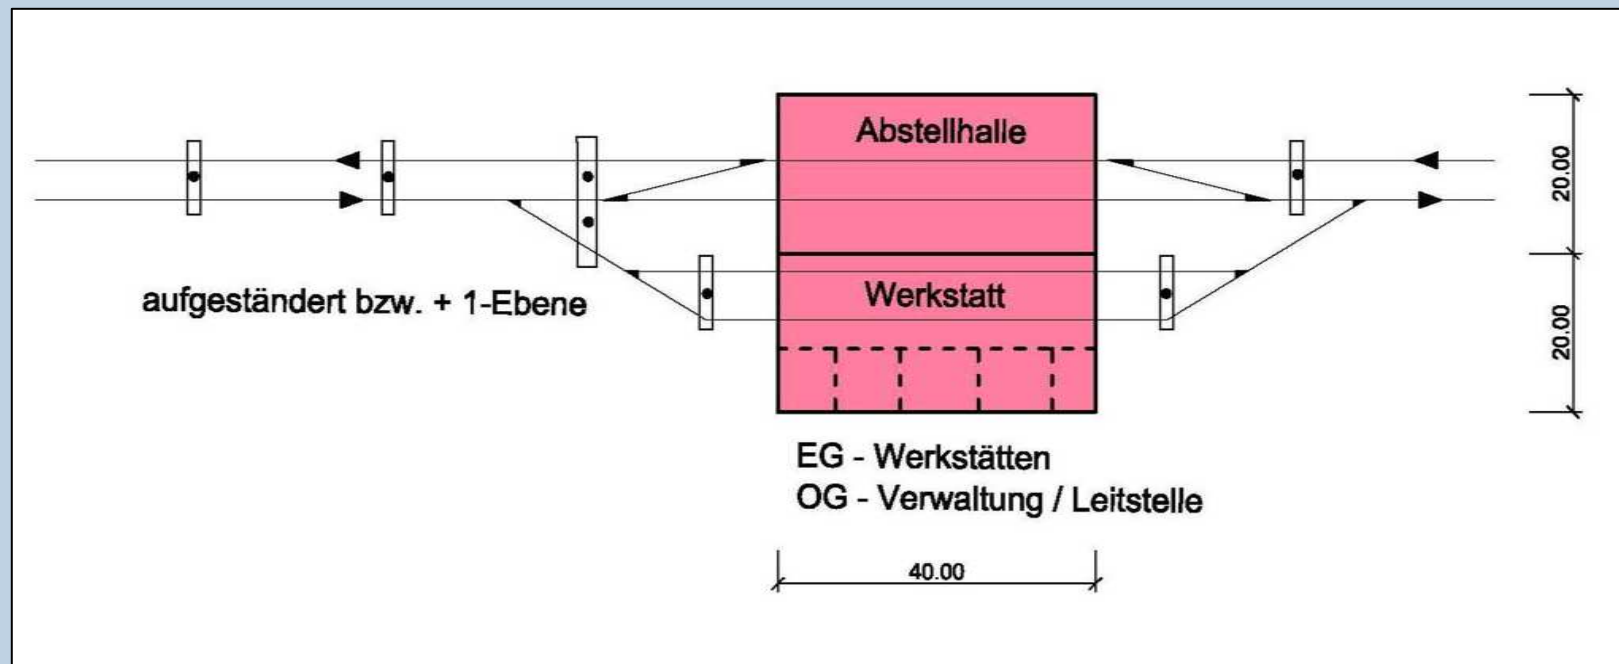 Abstellhalle
20.00
aufgeständert bzw. + 1-Ebene
Werkstatt
20.00
EG - Werkstätten
OG - Verwaltung / Leitstelle
40.00